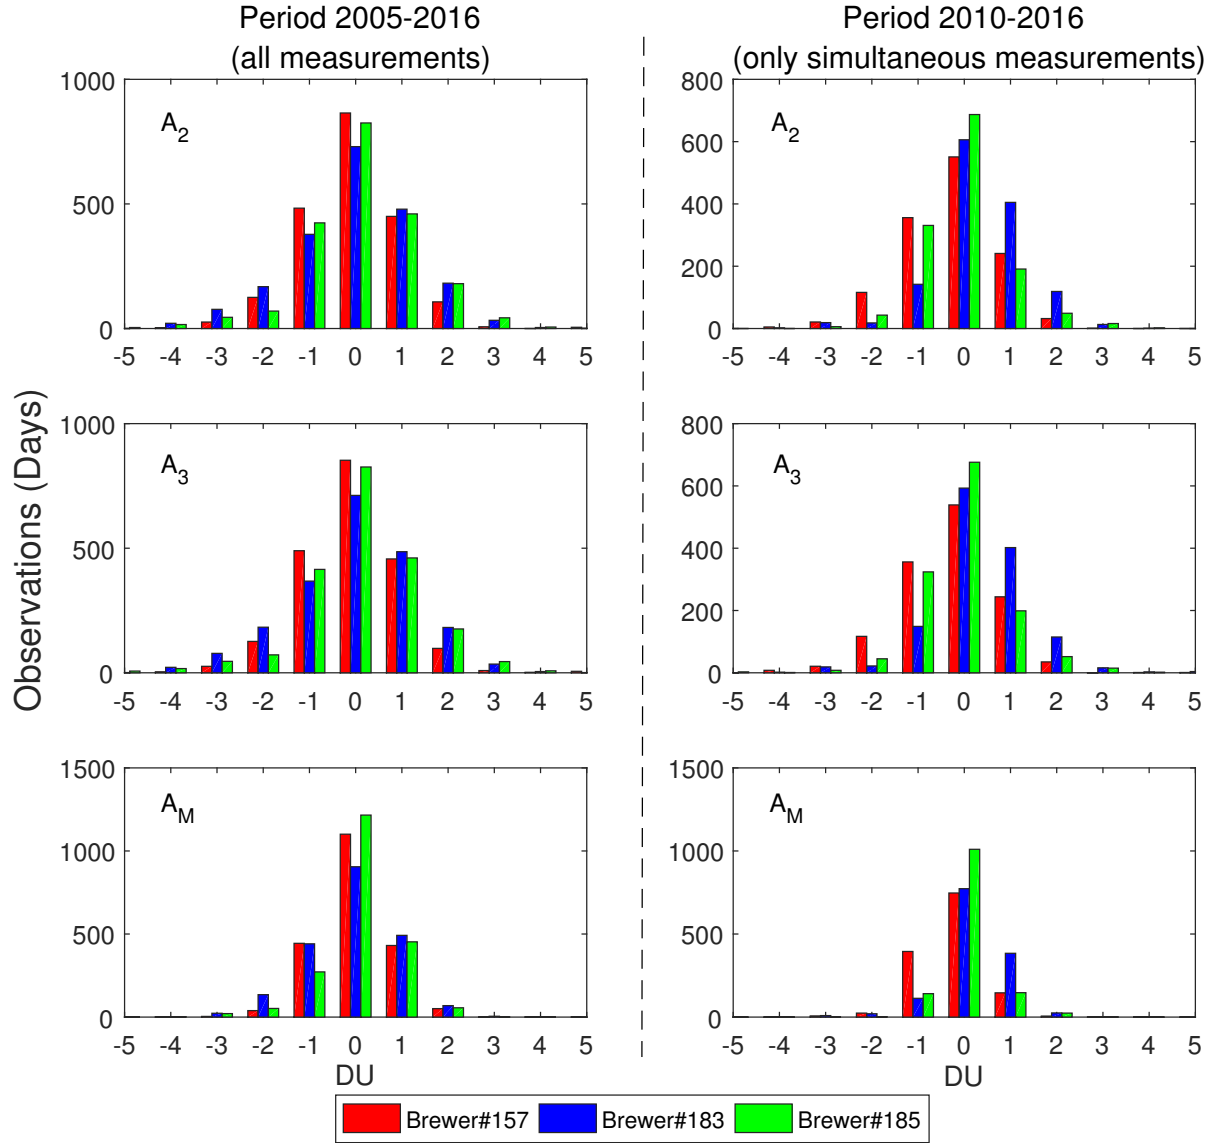 Period 2005-2016
(all measurements)
Period 2010-2016
(only simultaneous measurements)
Observations (Days)
A2
1000
500
0
-5 -4 -3 -2 -1 0 1 2 3 4 5
A2
800
600
400
200
0
-5 -4 -3 -2 -1 0 1 2 3 4 5
A3
1000
500
0
-5 -4 -3 -2 -1 0 1 2 3 4 5
A3
800
600
400
200
0
-5 -4 -3 -2 -1 0 1 2 3 4 5
AM
1500
1000
500
0
-5 -4 -3 -2 -1 0 1 2 3 4 5
DU
AM
1500
1000
500
0
-5 -4 -3 -2 -1 0 1 2 3 4 5
DU
Brewer#157 Brewer#183 Brewer#185